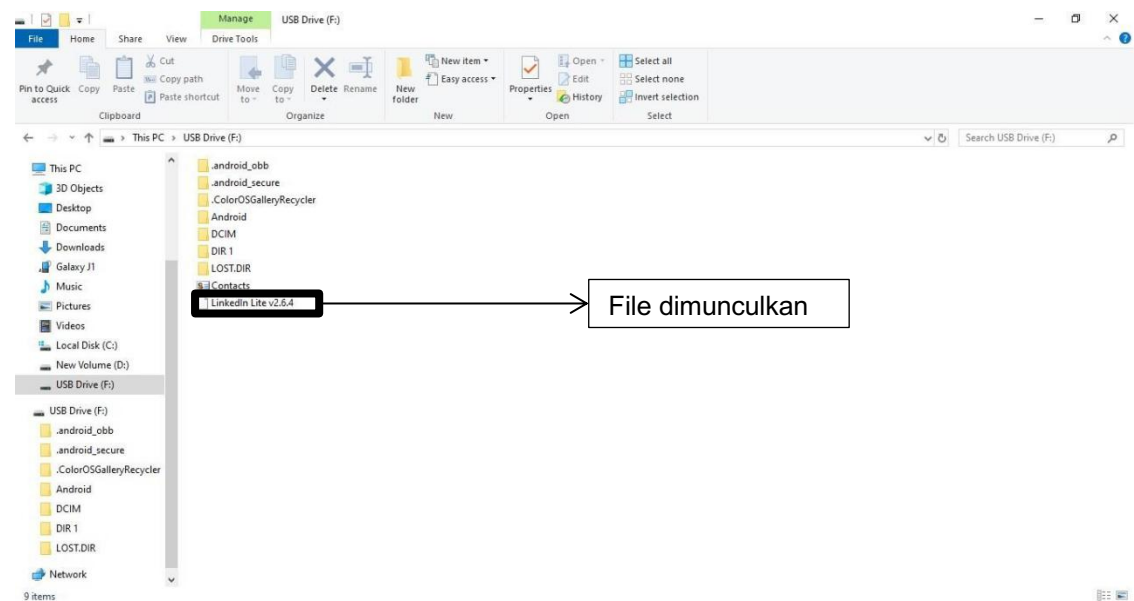 Manage
USB Drive (F:)
File
Home
Share
View
Drive Tools
Pin to Quick access
Copy
Paste
Cut
Copy path
Paste shortcut
Clipboard
Move to
Copy to
Delete
Rename
Organize
New folder
New item
Easy access
New
Properties
Open
Edit
History
Open
Select all
Select none
Invert selection
Select
This PC
USB Drive (F:)
Search USB Drive (F:)
This PC
3D Objects
Desktop
Documents
Downloads
Galaxy J1
Music
Pictures
Videos
Local Disk (C:)
New Volume (D:)
USB Drive (F:)
USB Drive (F:)
.android_obb
.android_secure
.ColorOSGalleryRecycler
Android
DCIM
DIR 1
LOST.DIR
Network
.android_obb
.android_secure
.ColorOSGalleryRecycler
Android
DCIM
DIR 1
LOST.DIR
Contacts
LinkedIn Lite v2.6.4
File dimunculkan
9 items